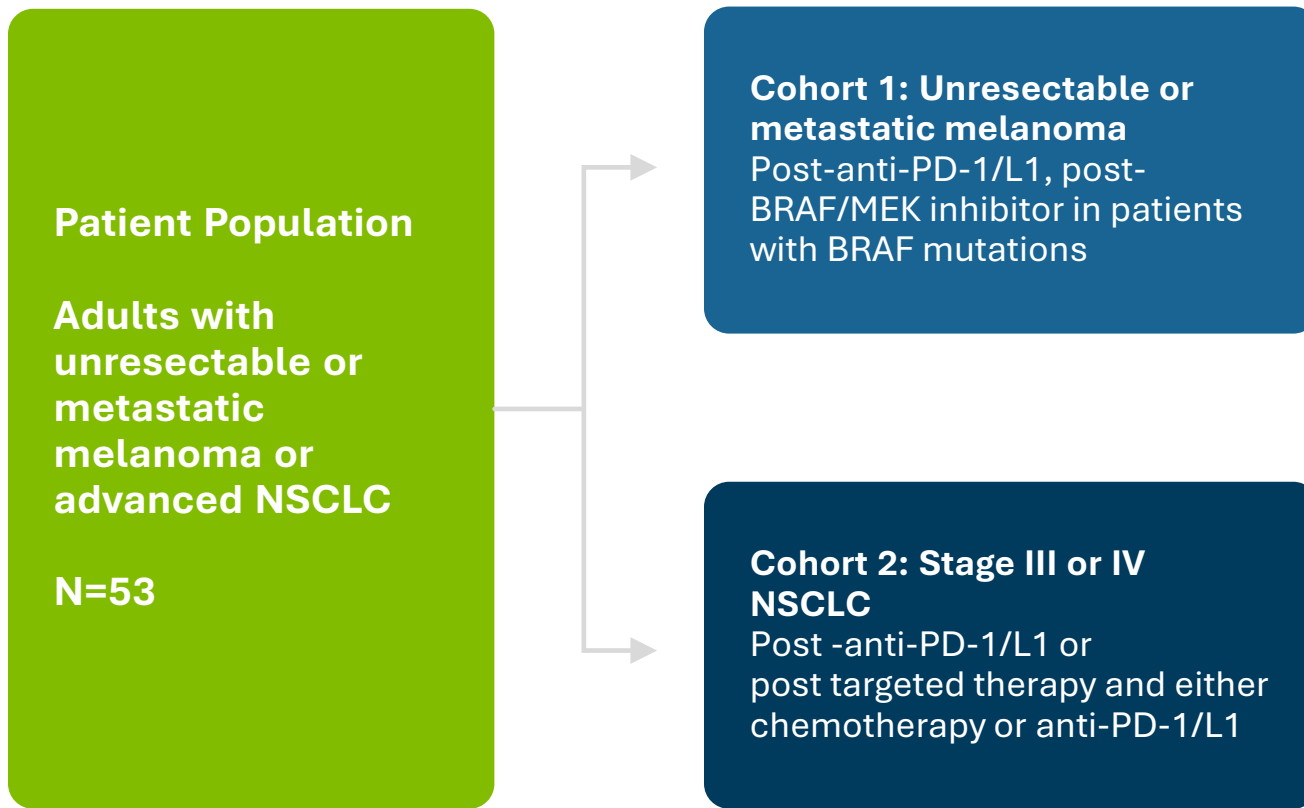 Patient Population
Adults with
unresectable or
metastatic
melanoma or
advanced NSCLC
N=53
Cohort 1: Unresectable or
metastatic melanoma
Post-anti-PD-1/L1, post-
BRAF/MEK inhibitor in patients
with BRAF mutations
Cohort 2: Stage III or IV
NSCLC
Post -anti-PD-1/L1 or
post targeted therapy and either
chemotherapy or anti-PD-1/L1